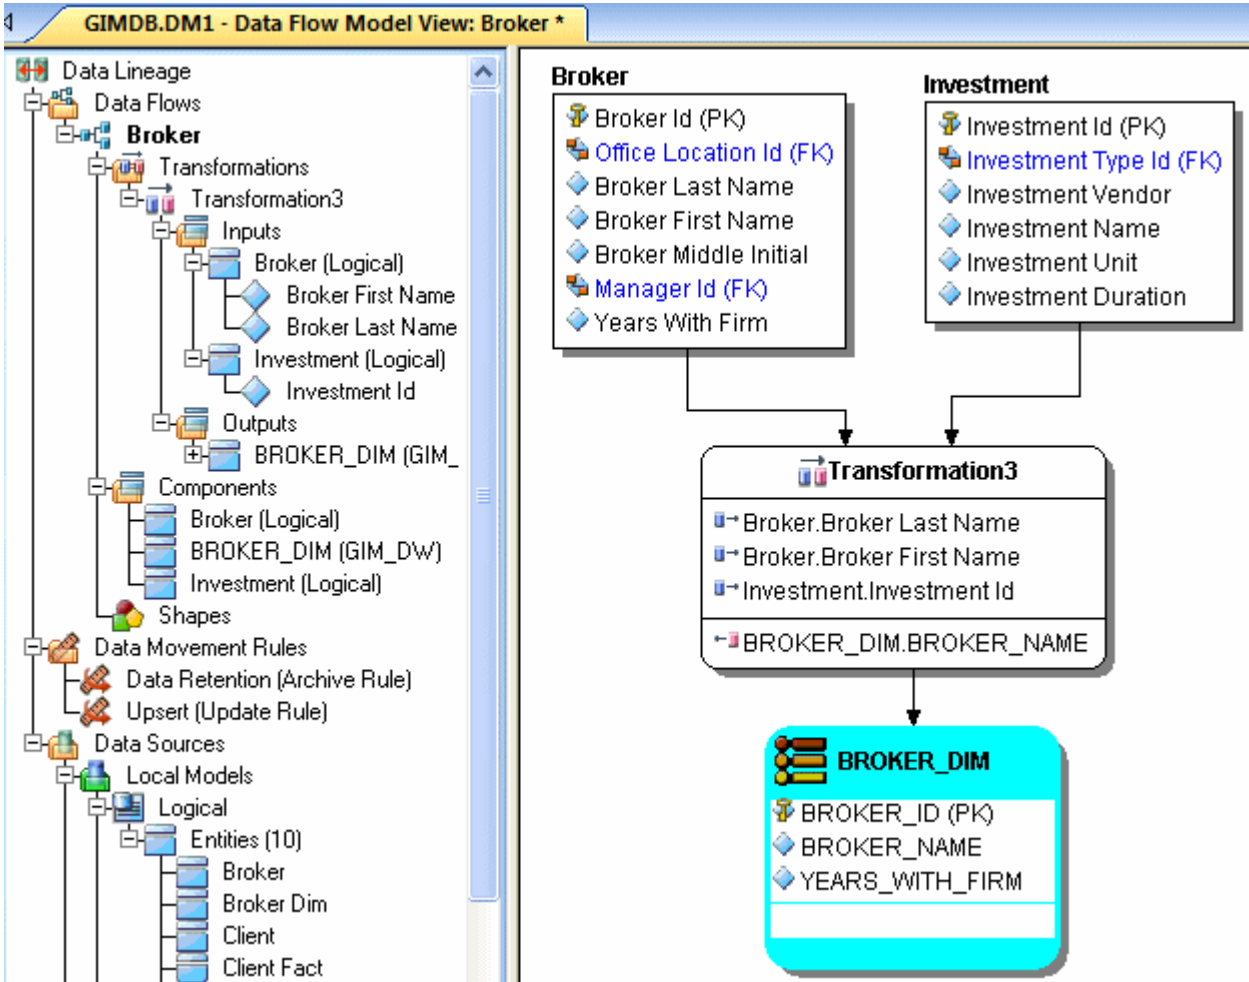 GIMDB.DM1 - Data Flow Model View: Broker *
Data Lineage
Data Flows
Broker
Transformations
Transformation3
Inputs
Broker (Logical)
Broker First Name
Broker Last Name
Investment (Logical)
Investment Id
Outputs
BROKER_DIM (GIM_
Components
Broker (Logical)
BROKER_DIM (GIM_DW)
Investment (Logical)
Shapes
Data Movement Rules
Data Retention (Archive Rule)
Upsert (Update Rule)
Data Sources
Local Models
Logical
Entities (10)
Broker
Broker Dim
Client
Client Fact
Broker
Broker Id (PK)
Office Location Id (FK)
Broker Last Name
Broker First Name
Broker Middle Initial
Manager Id (FK)
Years With Firm
Investment
Investment Id (PK)
Investment Type Id (FK)
Investment Vendor
Investment Name
Investment Unit
Investment Duration
Transformation3
Broker.Broker Last Name
Broker.Broker First Name
Investment.Investment Id
BROKER_DIM.BROKER_NAME
BROKER_DIM
BROKER_ID (PK)
BROKER_NAME
YEARS_WITH_FIRM